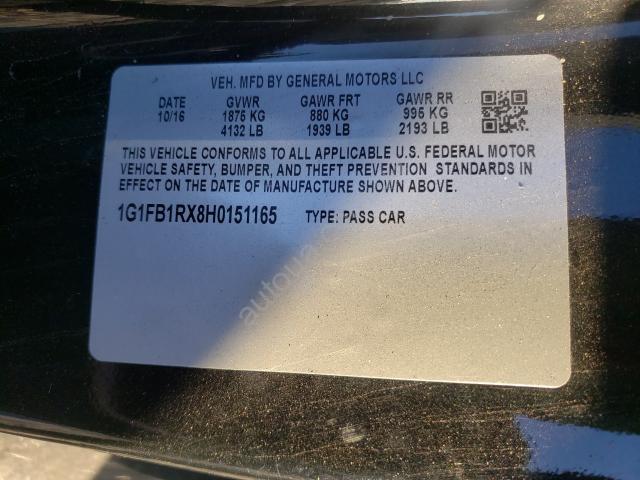 VEH. MFD BY GENERAL MOTORS LLC
DATE GVWR GAWR FRT GAWR RR
10/16 1875 KG 880 KG 995 KG
4132 LB 1939 LB 2193 LB
THIS VEHICLE CONFORMS TO ALL APPLICABLE U.S. FEDERAL MOTOR
VEHICLE SAFETY, BUMPER, AND THEFT PREVENTION STANDARDS IN
EFFECT ON THE DATE OF MANUFACTURE SHOWN ABOVE.
1G1FB1RX8H0151165 TYPE: PASS CAR